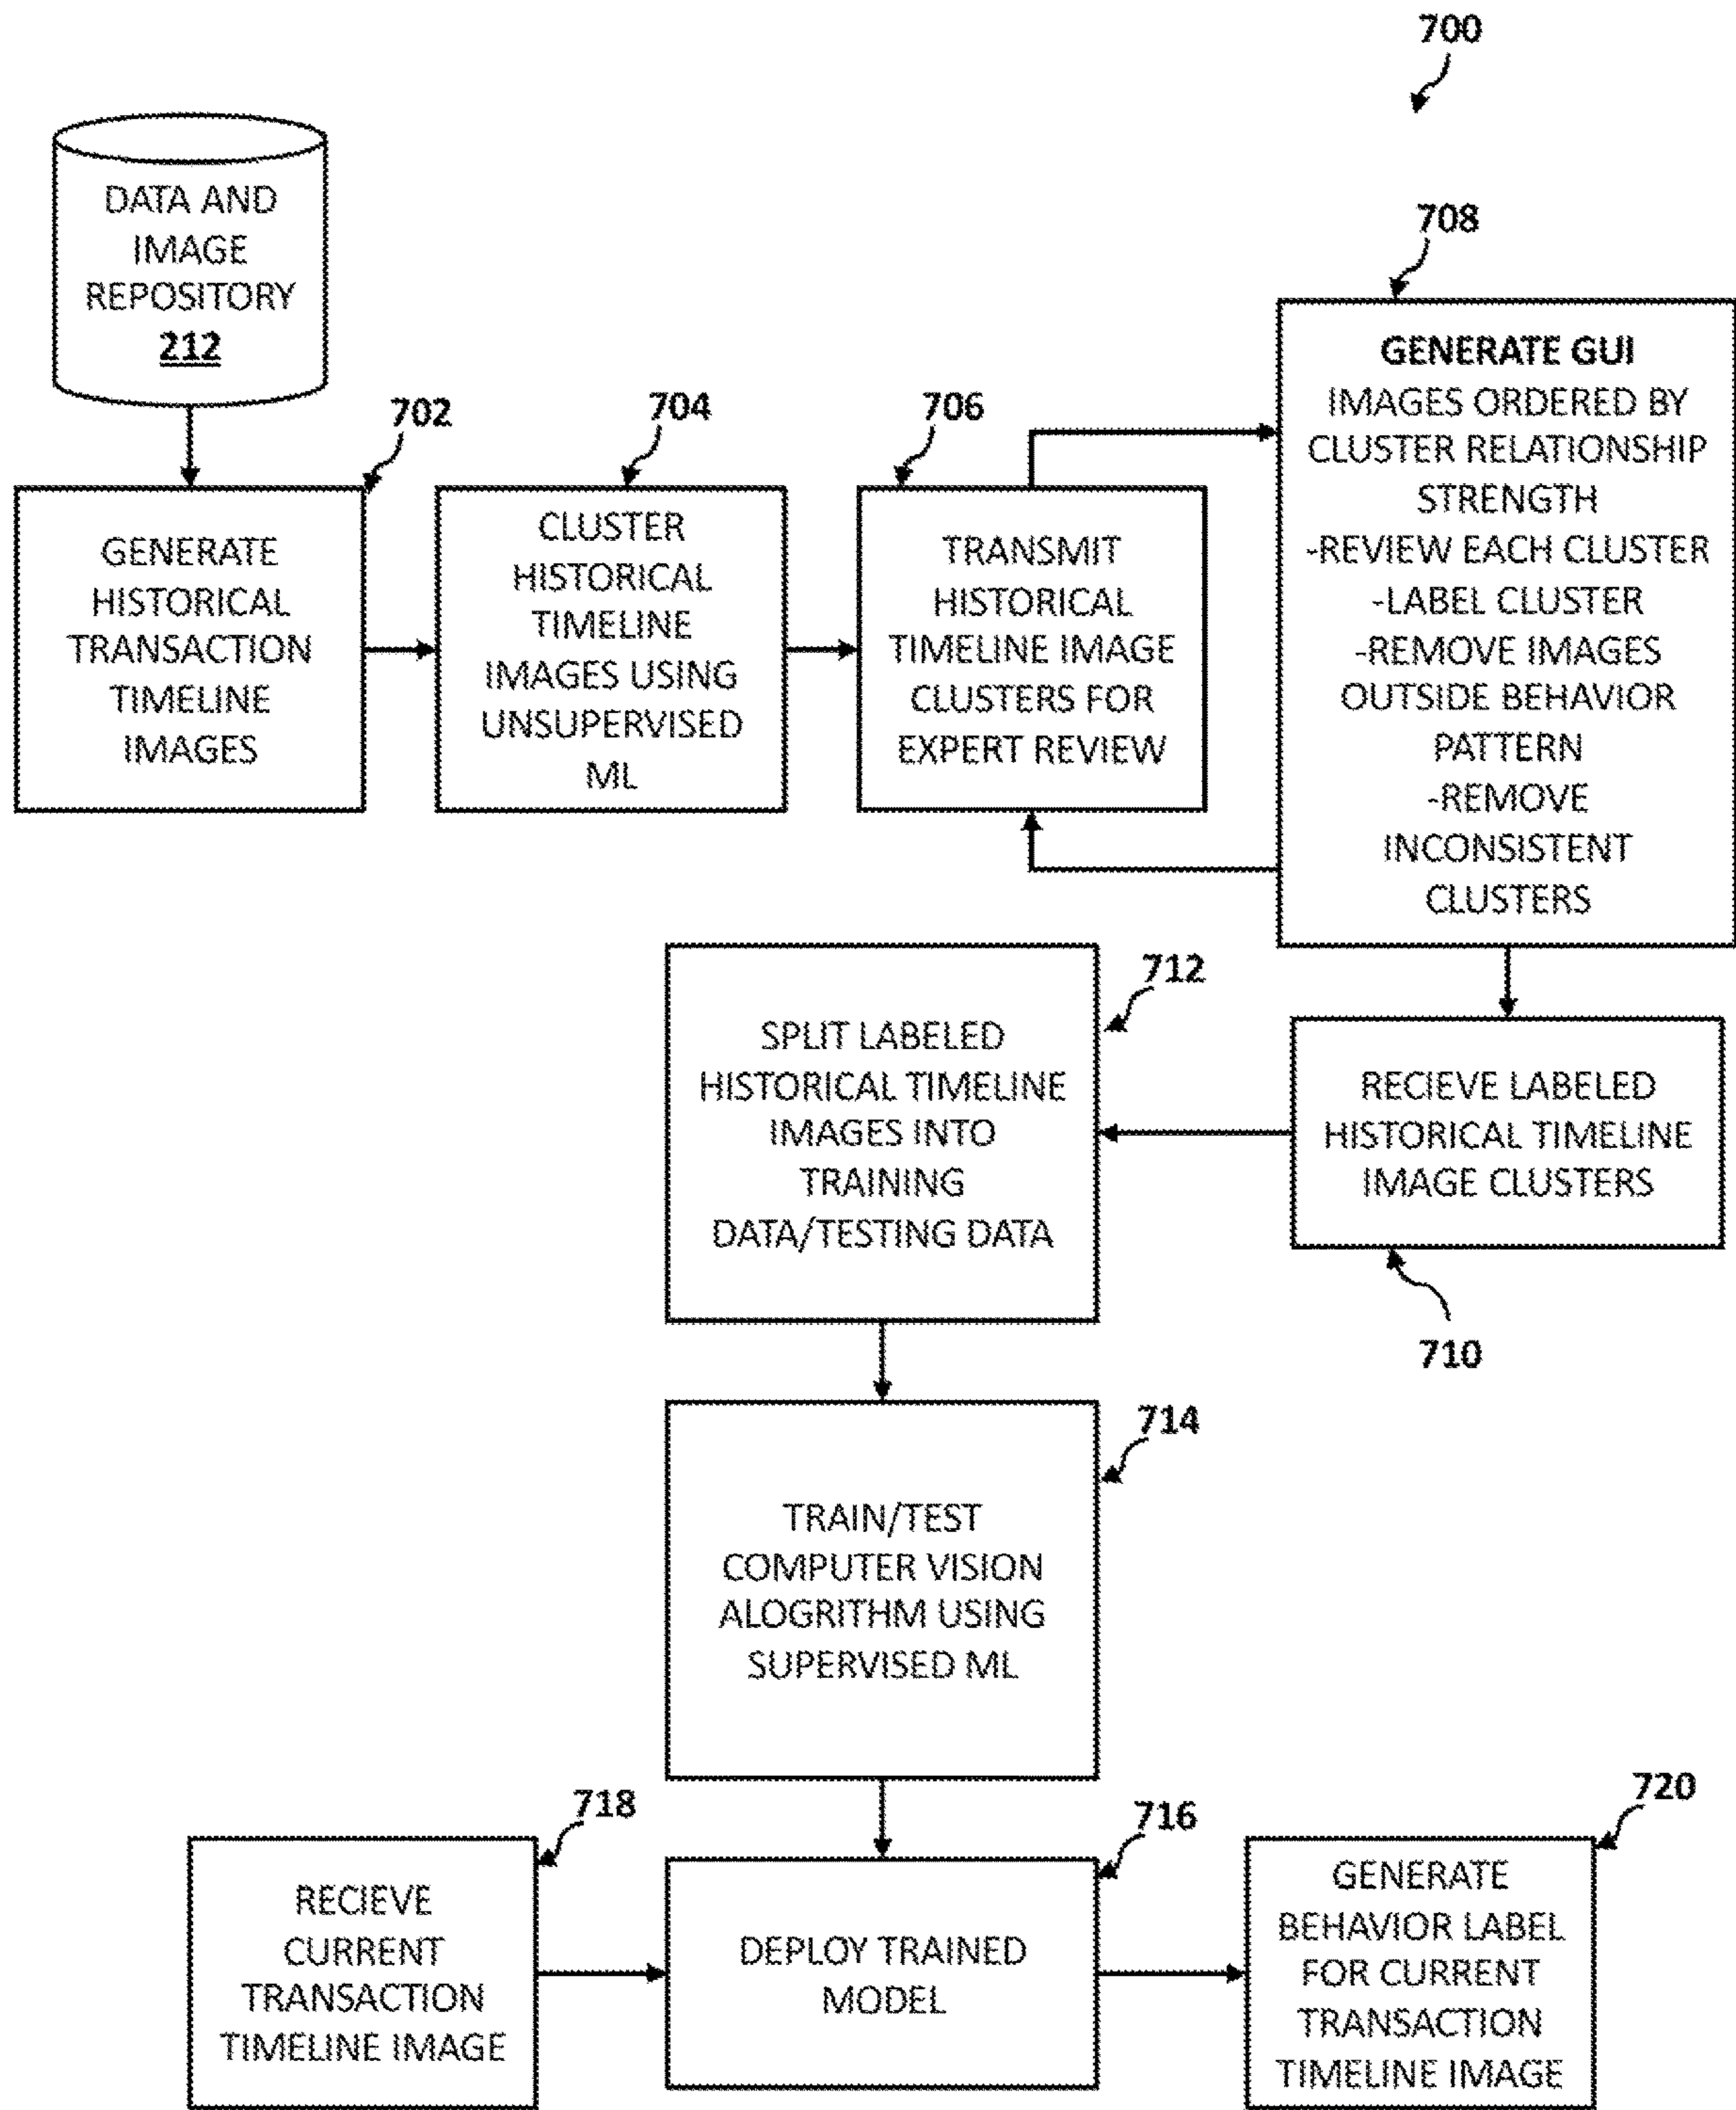 700
DATA AND
IMAGE
REPOSITORY
212
702
GENERATE
HISTORICAL
TRANSACTION
TIMELINE
IMAGES
704
CLUSTER
HISTORICAL
TIMELINE
IMAGES USING
UNSUPERVISED
ML
706
TRANSMIT
HISTORICAL
TIMELINE IMAGE
CLUSTERS FOR
EXPERT REVIEW
708
GENERATE GUI
IMAGES ORDERED BY
CLUSTER RELATIONSHIP
STRENGTH
-REVIEW EACH CLUSTER
-LABEL CLUSTER
-REMOVE IMAGES
OUTSIDE BEHAVIOR
PATTERN
-REMOVE
INCONSISTENT
CLUSTERS
RECIEVE LABELED
HISTORICAL TIMELINE
IMAGE CLUSTERS
710
712
SPLIT LABELED
HISTORICAL TIMELINE
IMAGES INTO
TRAINING
DATA/TESTING DATA
714
TRAIN/TEST
COMPUTER VISION
ALOGRITHM USING
SUPERVISED ML
718
RECIEVE
CURRENT
TRANSACTION
TIMELINE IMAGE
716
DEPLOY TRAINED
MODEL
720
GENERATE
BEHAVIOR LABEL
FOR CURRENT
TRANSACTION
TIMELINE IMAGE